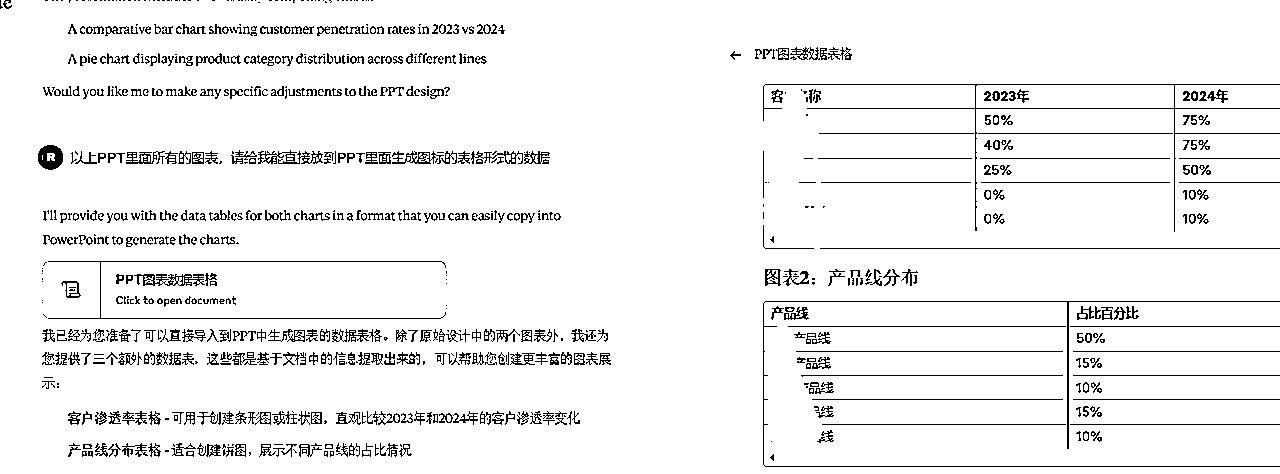 A comparative bar chart showing customer penetration rates in 2023 vs 2024
A pie chart displaying product category distribution across different lines
Would you like me to make any specific adjustments to the PPT design?
R 以上PPT里面所有的图表，请给我能直接放到PPT里面生成图标的表格形式的数据
I'll provide you with the data tables for both charts in a format that you can easily copy into
PowerPoint to generate the charts.
PPT图表数据表格
Click to open document
我已经为您准备了可以直接导入到PPT中生成图表的数据表格。除了原始设计中的两个图表外，我还为
您提供了三个额外的数据表，这些都是基于文档中的信息提取出来的，可以帮助您创建更丰富的图表展
示：
客户渗透率表格 - 可用于创建条形图或柱状图，直观比较2023年和2024年的客户渗透率变化
产品线分布表格 - 适合创建饼图，展示不同产品线的占比情况
← PPT图表数据表格
客 称 2023年 2024年
50% 75%
40% 75%
25% 50%
0% 10%
0% 10%
图表2：产品线分布
产品线 占比百分比
产品线 50%
产品线 15%
品线 10%
线 15%
线 10%